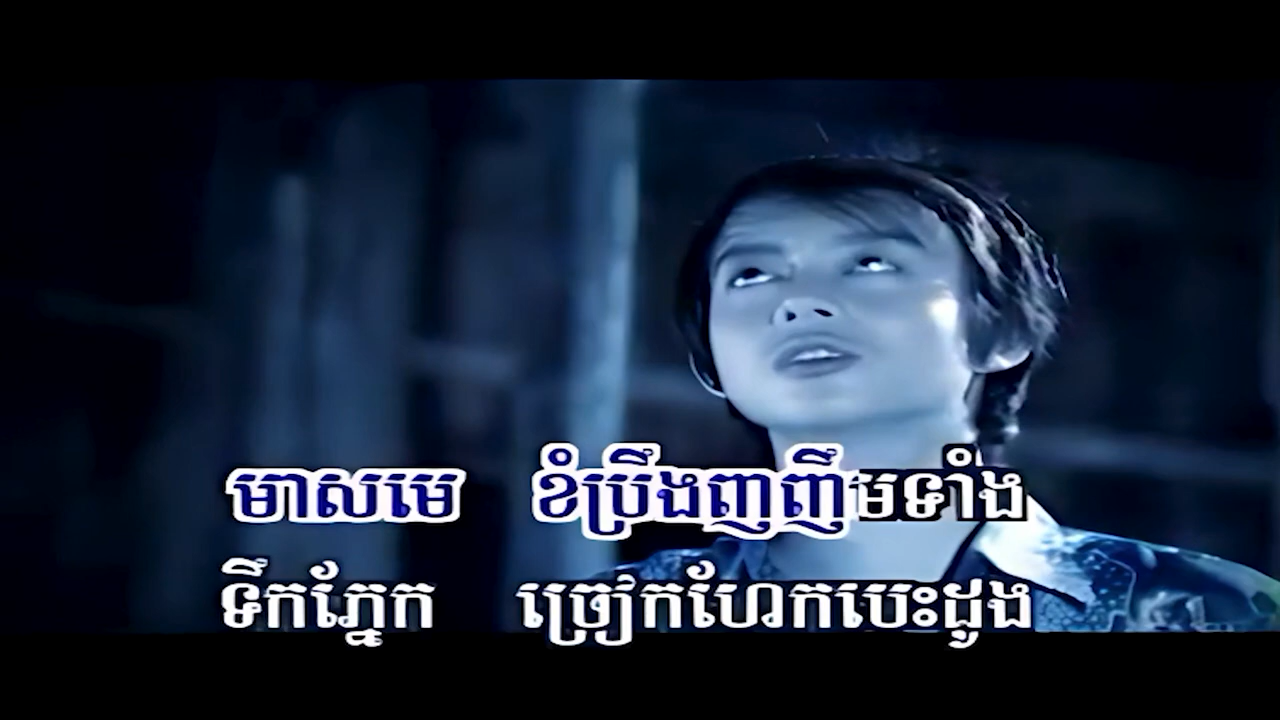 មាសមេ ខំប្រឹងញញឹមទាំង
ទឹកភ្នែក ច្រៀកហែកបេះដូង